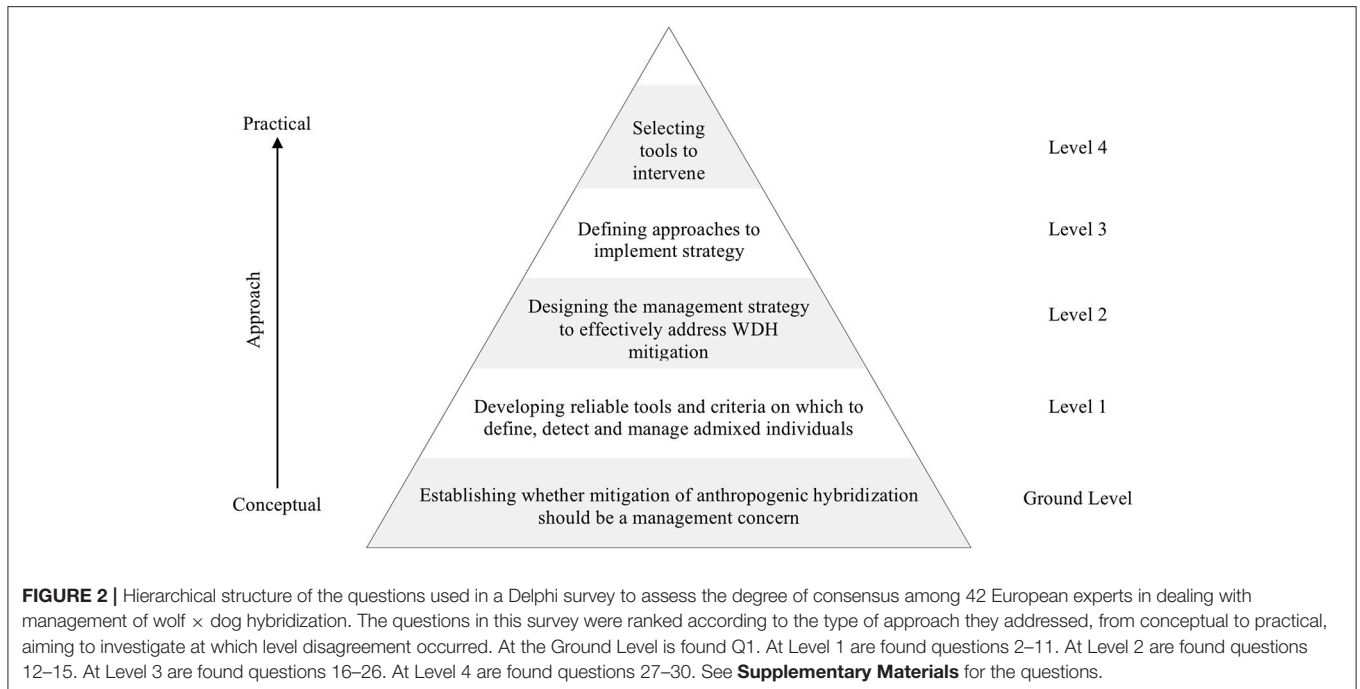 Practical
Approach
Conceptual
Selecting
tools to
intervene
Level 4
Defining approaches to
implement strategy
Level 3
Designing the management strategy
to effectively address WDH
mitigation
Level 2
Developing reliable tools and criteria on which to
define, detect and manage admixed individuals
Level 1
Establishing whether mitigation of anthropogenic hybridization
should be a management concern
Ground Level
FIGURE 2 | Hierarchical structure of the questions used in a Delphi survey to assess the degree of consensus among 42 European experts in dealing with
management of wolf × dog hybridization. The questions in this survey were ranked according to the type of approach they addressed, from conceptual to practical,
aiming to investigate at which level disagreement occurred. At the Ground Level is found Q1. At Level 1 are found questions 2–11. At Level 2 are found questions
12–15. At Level 3 are found questions 16–26. At Level 4 are found questions 27–30. See Supplementary Materials for the questions.